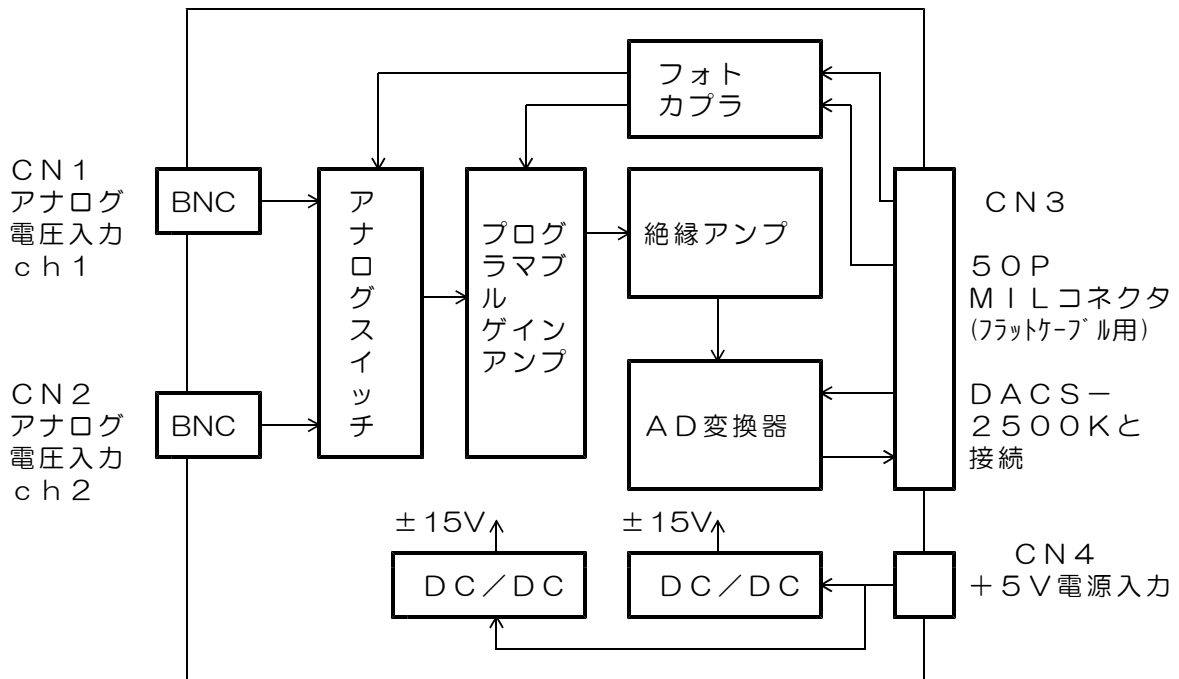 フォト
カプラ
CN1
アナログ
電圧入力
ch1
BNC
アナログスイッチ
プログ
ラマブ
ル
ゲイン
アンプ
絶縁アンプ
CN3
50P
MILコネクタ
(フラットケーブル用)
CN2
アナログ
電圧入力
ch2
BNC
AD変換器
DACS−
2500Kと
接続
±15V
±15V
DC/DC
DC/DC
CN4
+5V電源入力